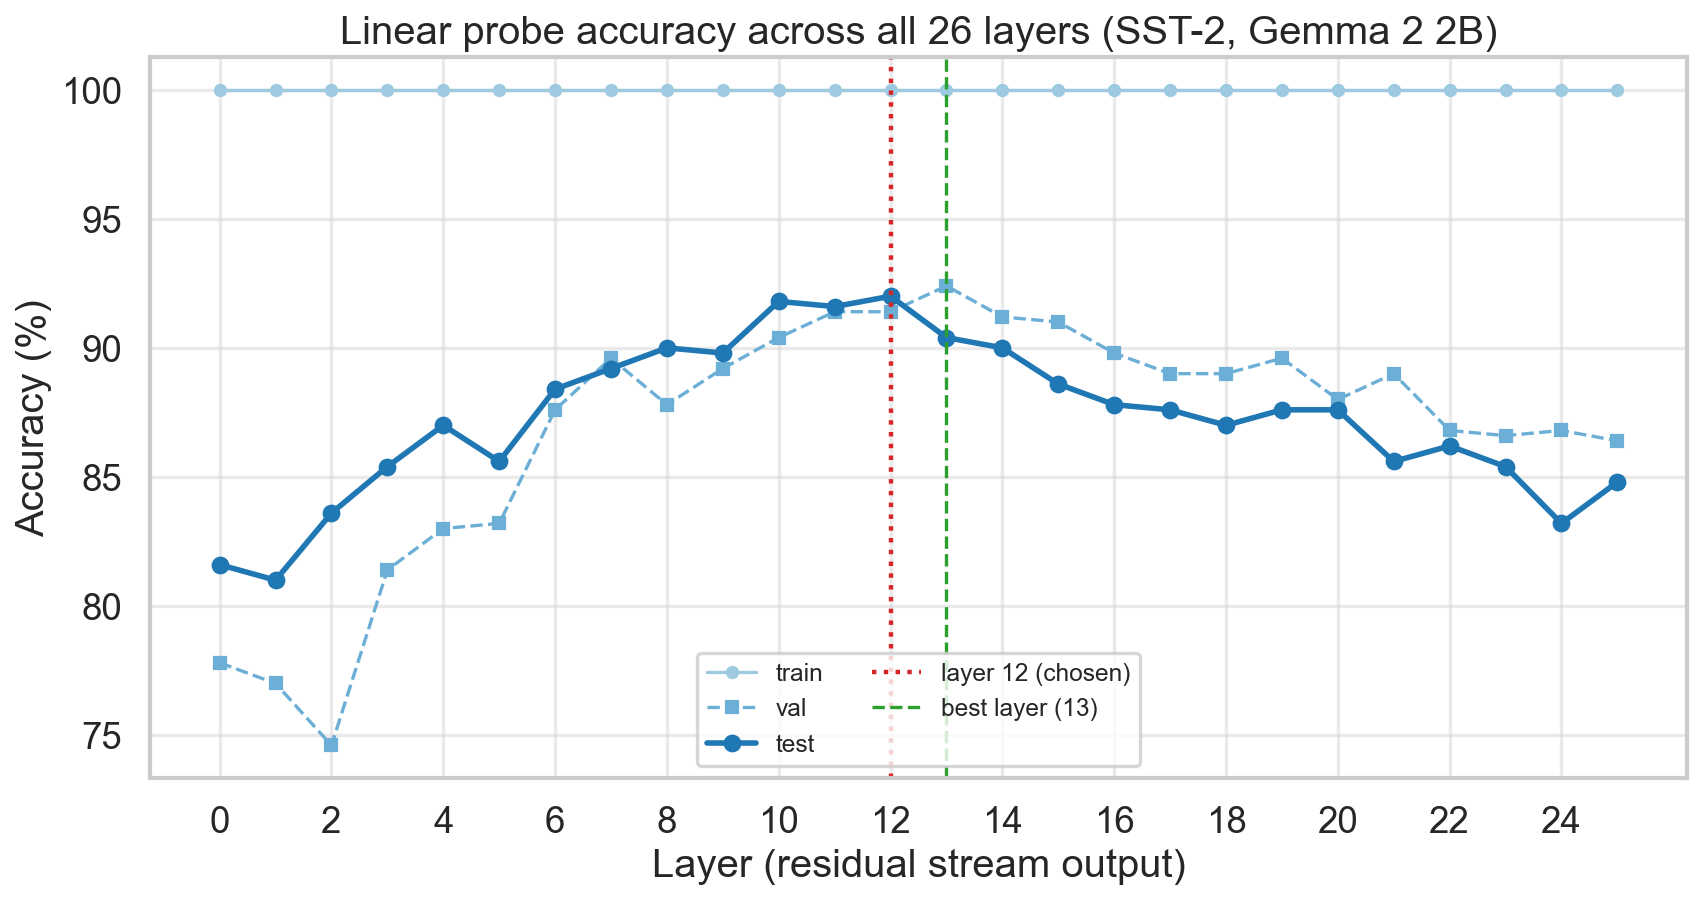 Linear probe accuracy across all 26 layers (SST-2, Gemma 2 2B)
Accuracy (%)
100
95
90
85
80
75
train
val
test
layer 12 (chosen)
best layer (13)
0 2 4 6 8 10 12 14 16 18 20 22 24
Layer (residual stream output)